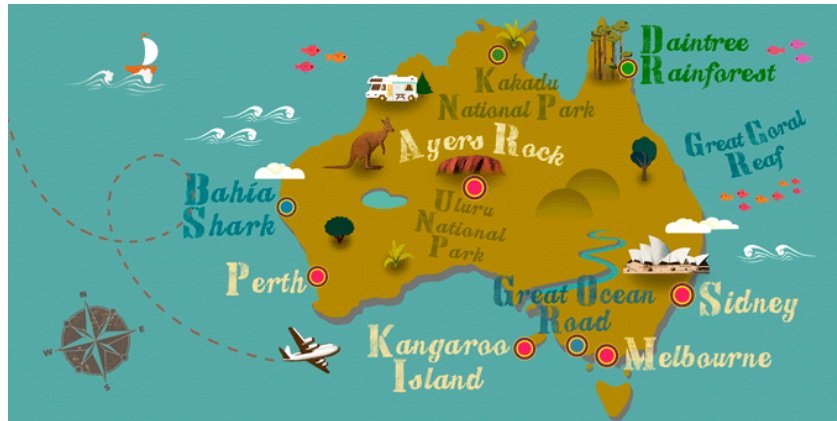 Daintree
Rainforest
Kakadu
National Park
Ayers Rock
Great Goral
Reaf
Bahía
Shark
Uluru
National
Park
Perth
Great Ocean
Road
Sidney
Kangaroo
Island
Melbourne
N
W
E
S